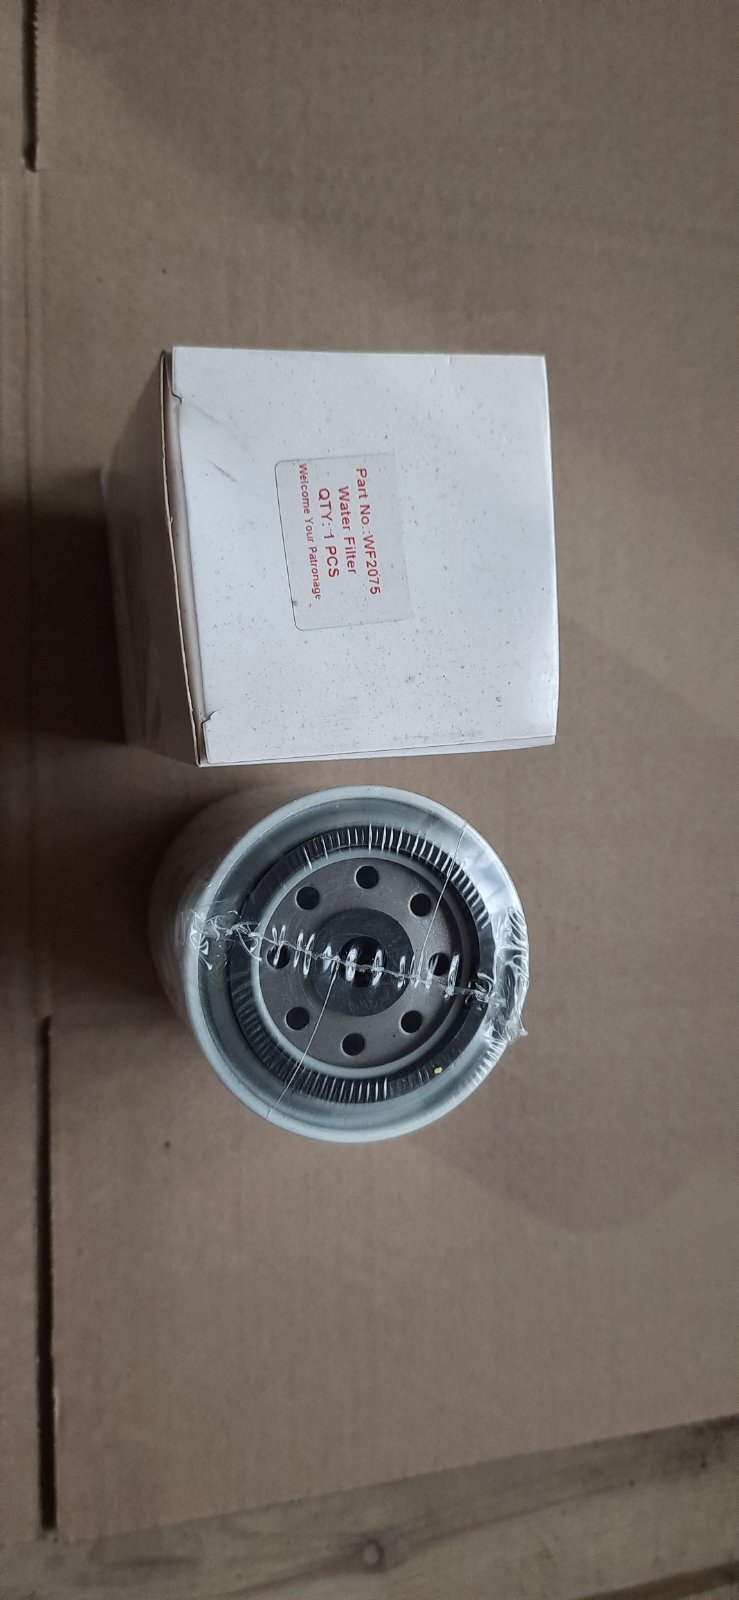 Part No.:WF2075
Water Filter
QTY: 1 PCS
Welcome Your Patronage